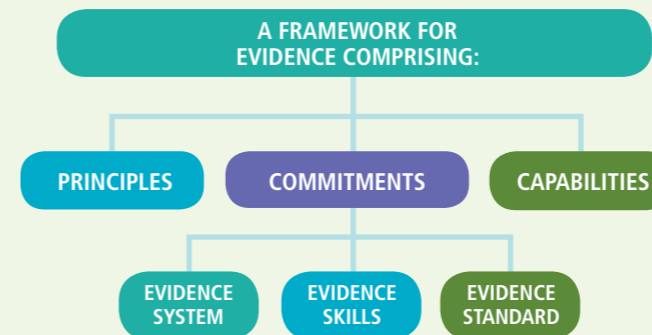 A FRAMEWORK FOR
EVIDENCE COMPRISING:
PRINCIPLES
COMMITMENTS
CAPABILITIES
EVIDENCE
SYSTEM
EVIDENCE
SKILLS
EVIDENCE
STANDARD